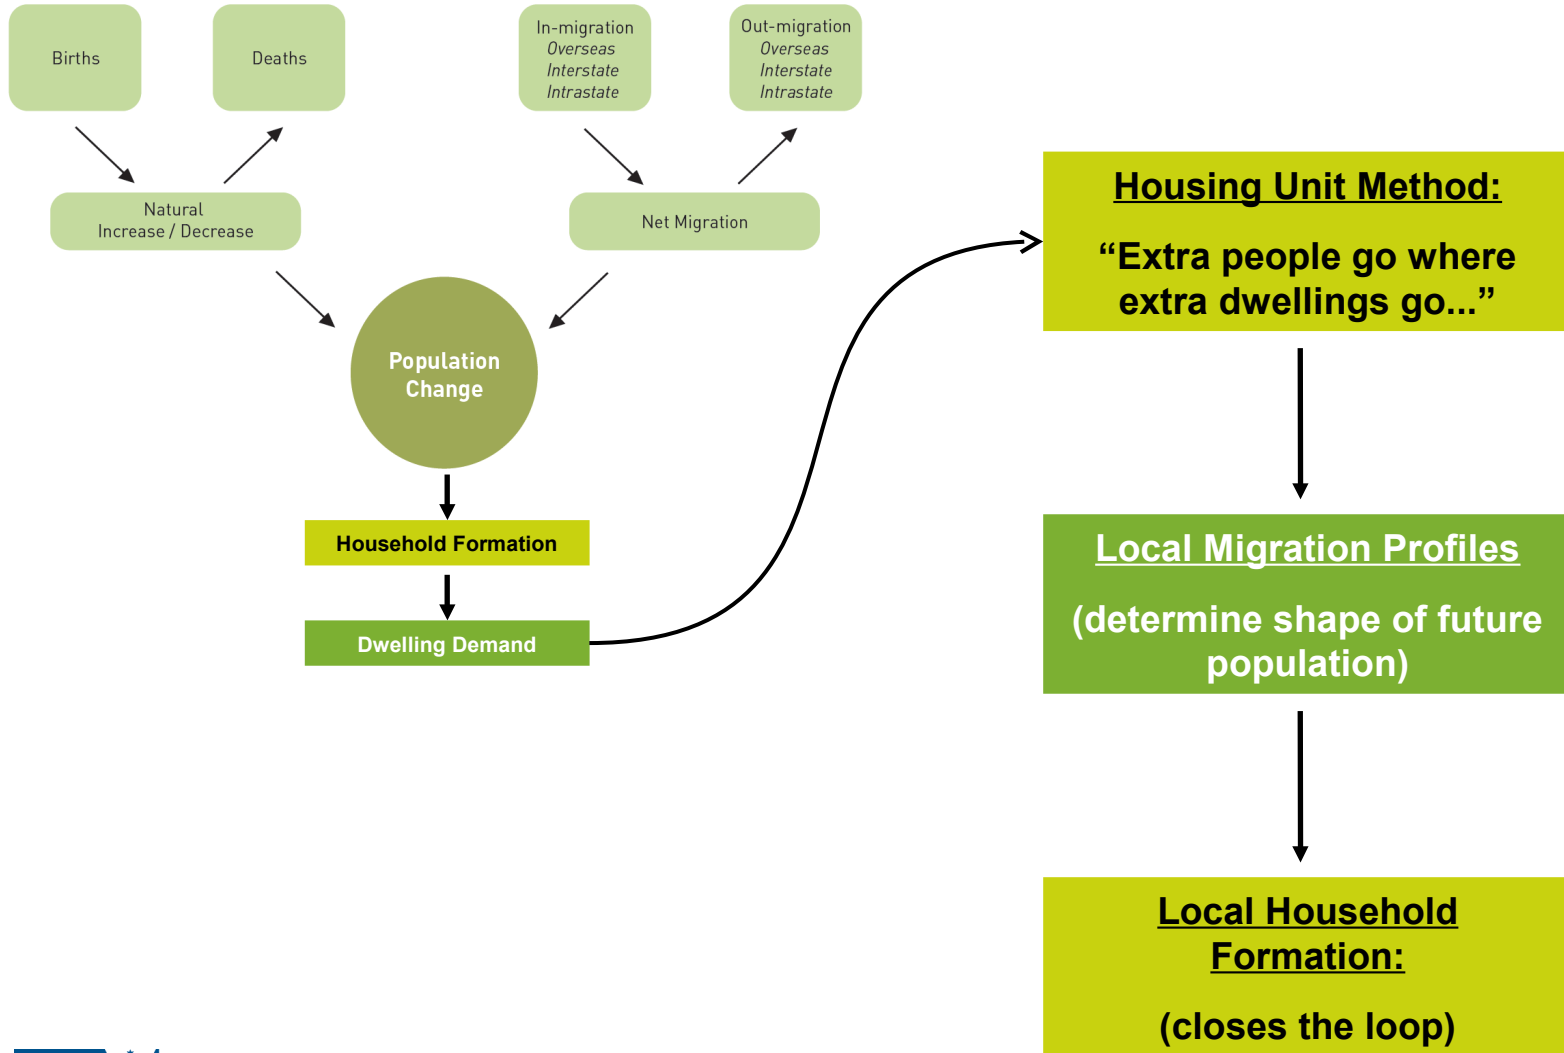 Births
Deaths
In-migration
Overseas
Interstate
Intrastate
Out-migration
Overseas
Interstate
Intrastate
Natural
Increase / Decrease
Net Migration
Population
Change
Household Formation
Dwelling Demand
Housing Unit Method:
“Extra people go where
extra dwellings go...”
Local Migration Profiles
(determine shape of future
population)
Local Household
Formation:
(closes the loop)